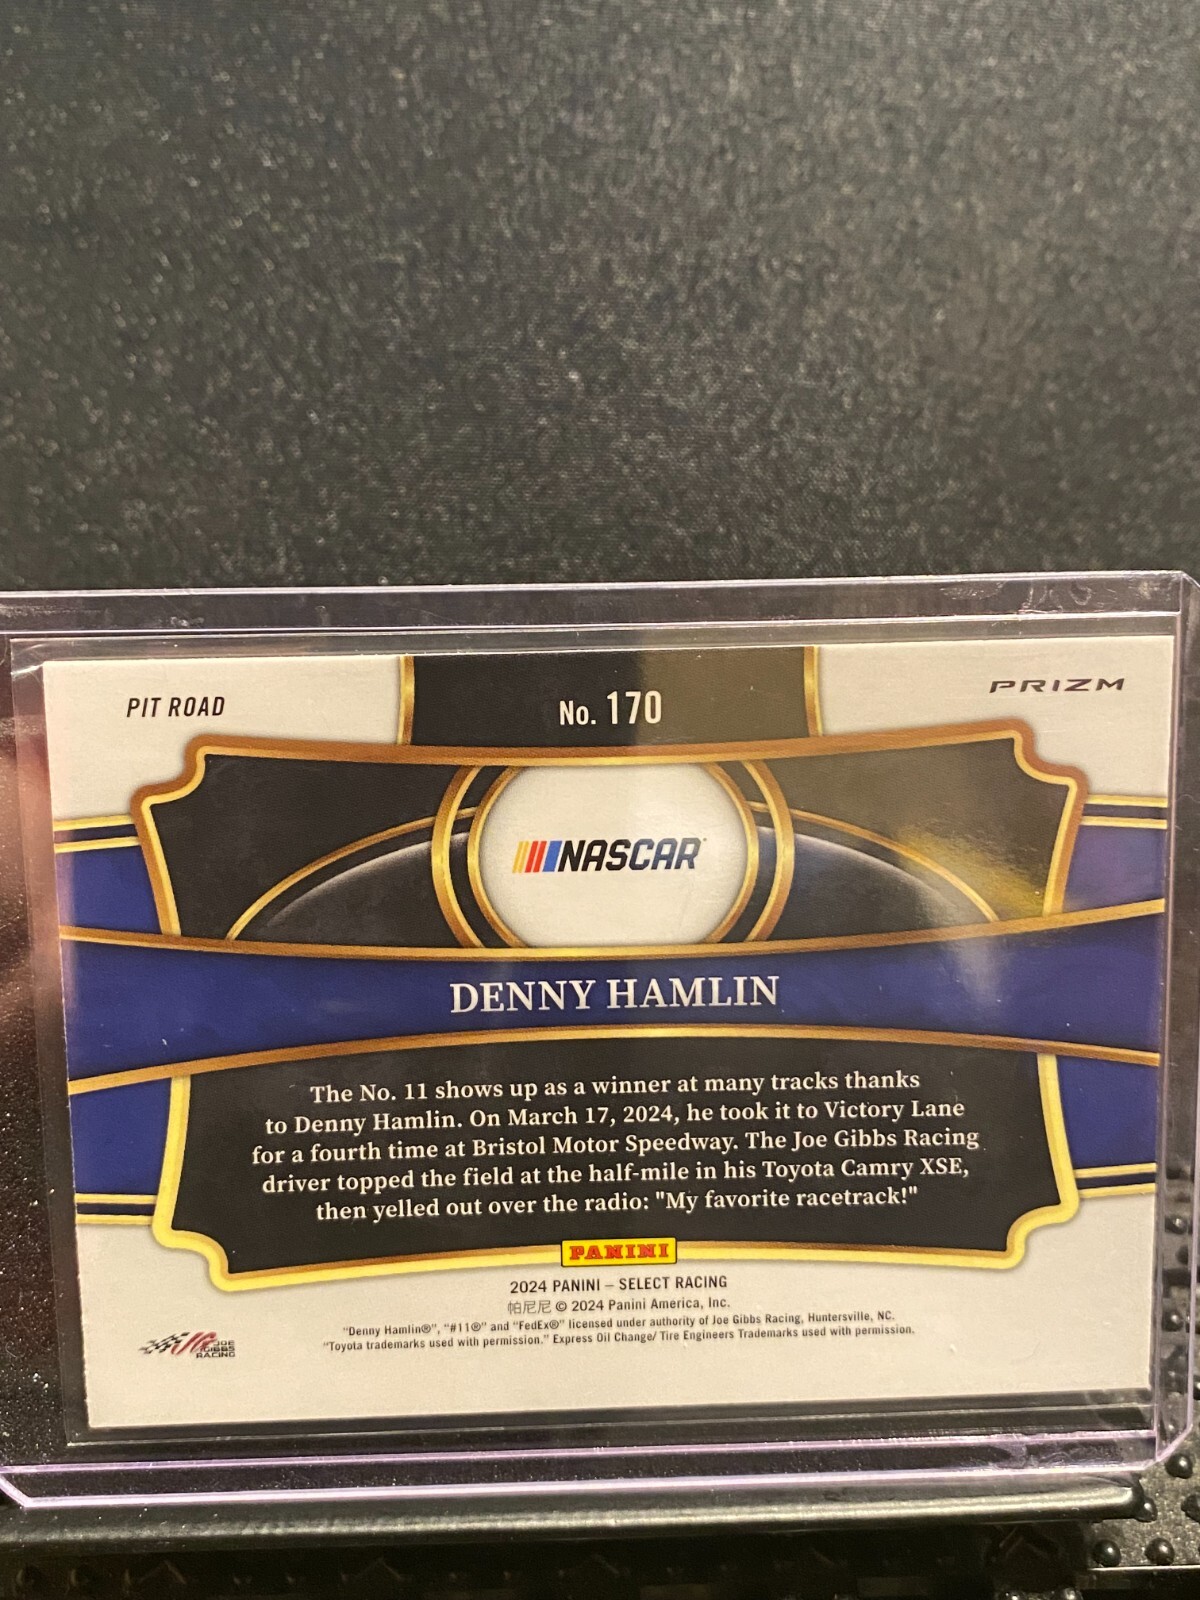 PIT ROAD
No. 170
PRIZM
NASCAR
DENNY HAMLIN
The No. 11 shows up as a winner at many tracks thanks
to Denny Hamlin. On March 17, 2024, he took it to Victory Lane
for a fourth time at Bristol Motor Speedway. The Joe Gibbs Racing
driver topped the field at the half-mile in his Toyota Camry XSE,
then yelled out over the radio: "My favorite racetrack!"
PANINI
2024 PANINI – SELECT RACING
帕尼尼 © 2024 Panini America, Inc.
"Denny Hamlin®", "#11®" and "FedEx®" licensed under authority of Joe Gibbs Racing, Huntersville, NC.
"Toyota trademarks used with permission." Express Oil Change/ Tire Engineers Trademarks used with permission.
JOE
GIBBS
RACING